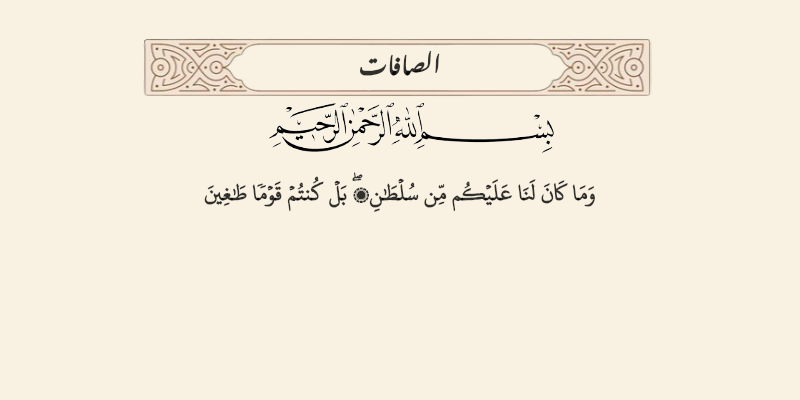 الصافات
بِسْمِ اللَّهِ الرَّحْمَٰنِ الرَّحِيمِ
وَمَا كَانَ لَنَا عَلَيْكُم مِّن سُلْطَٰنٍۭ ۖ بَلْ كُنتُمْ قَوْمًا طَٰغِينَ